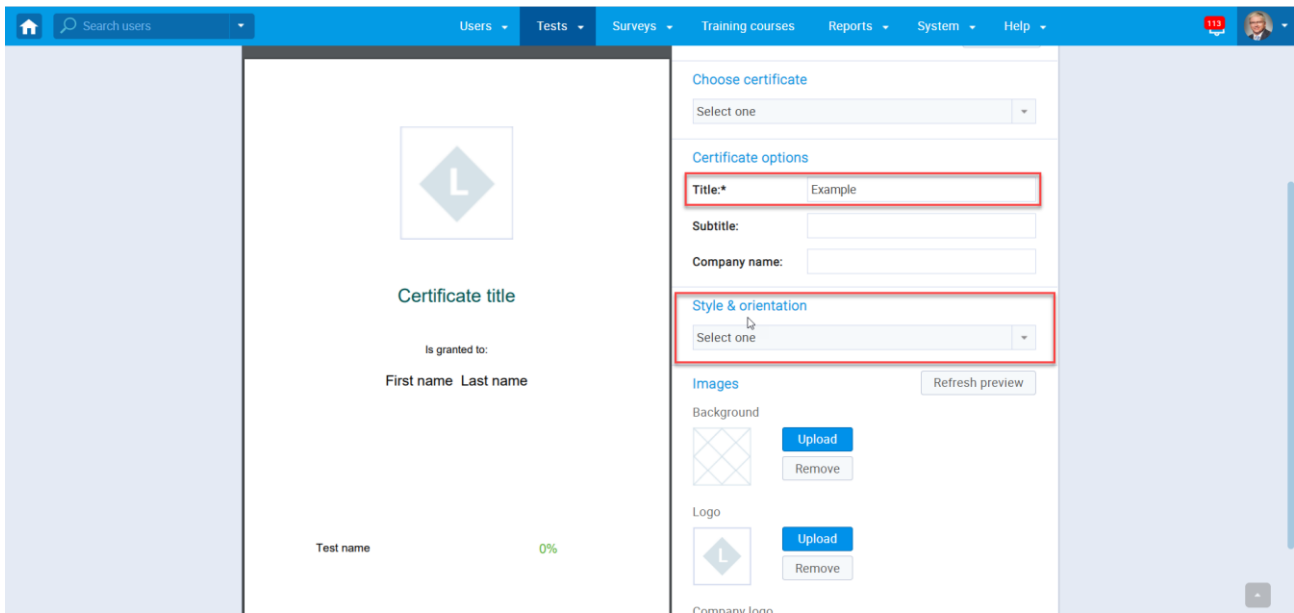 Search users
Users Tests Surveys Training courses Reports System Help 113
L
Certificate title
Is granted to:
First name Last name
Test name 0%
Choose certificate
Select one
Certificate options
Title:* Example
Subtitle:
Company name:
Style & orientation
Select one
Images Refresh preview
Background
Upload
Remove
Logo
L
Upload
Remove
Company logo